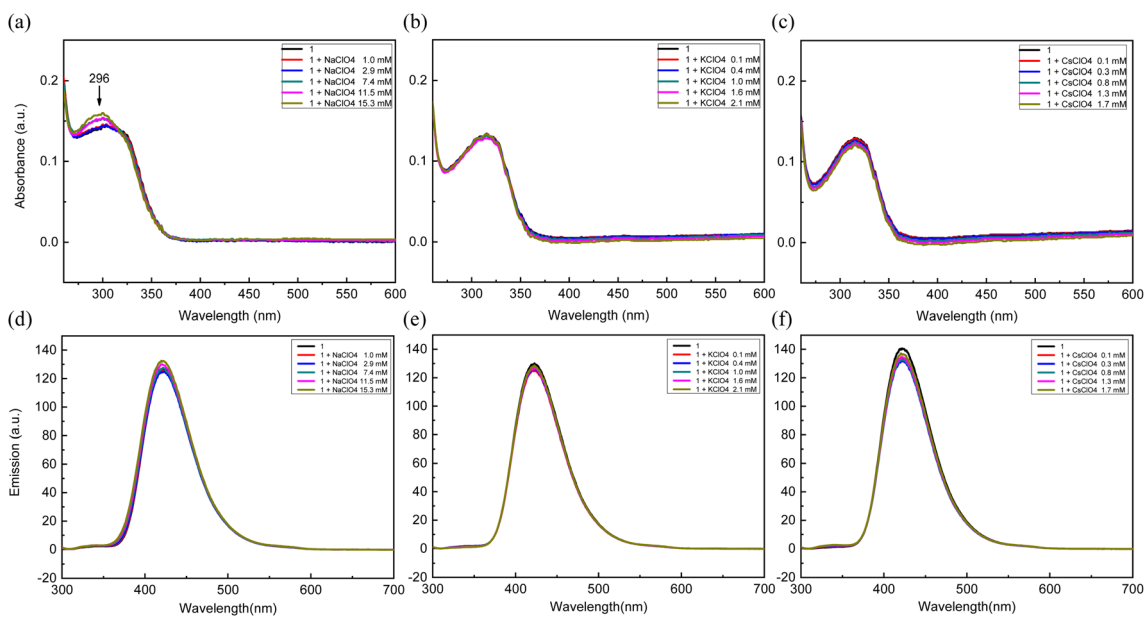 (a)
296
1
1 + NaClO4 1.0 mM
1 + NaClO4 2.9 mM
1 + NaClO4 7.4 mM
1 + NaClO4 11.5 mM
1 + NaClO4 15.3 mM
0.2
0.1
0.0
Absorbance (a.u.)
300 350 400 450 500 550 600
Wavelength (nm)
(b)
1
1 + KClO4 0.1 mM
1 + KClO4 0.4 mM
1 + KClO4 1.0 mM
1 + KClO4 1.6 mM
1 + KClO4 2.1 mM
0.2
0.1
0.0
300 350 400 450 500 550 600
Wavelength (nm)
(c)
1
1 + CsClO4 0.1 mM
1 + CsClO4 0.3 mM
1 + CsClO4 0.8 mM
1 + CsClO4 1.3 mM
1 + CsClO4 1.7 mM
0.2
0.1
0.0
300 350 400 450 500 550 600
Wavelength (nm)
(d)
1
1 + NaClO4 1.0 mM
1 + NaClO4 2.9 mM
1 + NaClO4 7.4 mM
1 + NaClO4 11.5 mM
1 + NaClO4 15.3 mM
140
120
100
80
60
40
20
0
-20
Emission (a.u.)
300 400 500 600 700
Wavelength(nm)
(e)
1
1 + KClO4 0.1 mM
1 + KClO4 0.4 mM
1 + KClO4 1.0 mM
1 + KClO4 1.6 mM
1 + KClO4 2.1 mM
140
120
100
80
60
40
20
0
-20
300 400 500 600 700
Wavelength(nm)
(f)
1
1 + CsClO4 0.1 mM
1 + CsClO4 0.3 mM
1 + CsClO4 0.8 mM
1 + CsClO4 1.3 mM
1 + CsClO4 1.7 mM
140
120
100
80
60
40
20
0
-20
300 400 500 600 700
Wavelength(nm)